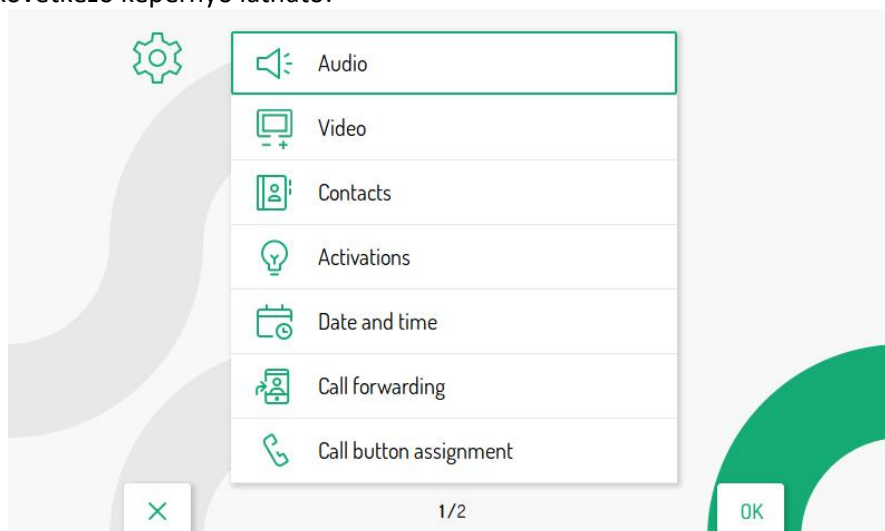 következő képernyő látható:
Audio
Video
Contacts
Activations
Date and time
Call forwarding
Call button assignment
1/2
OK